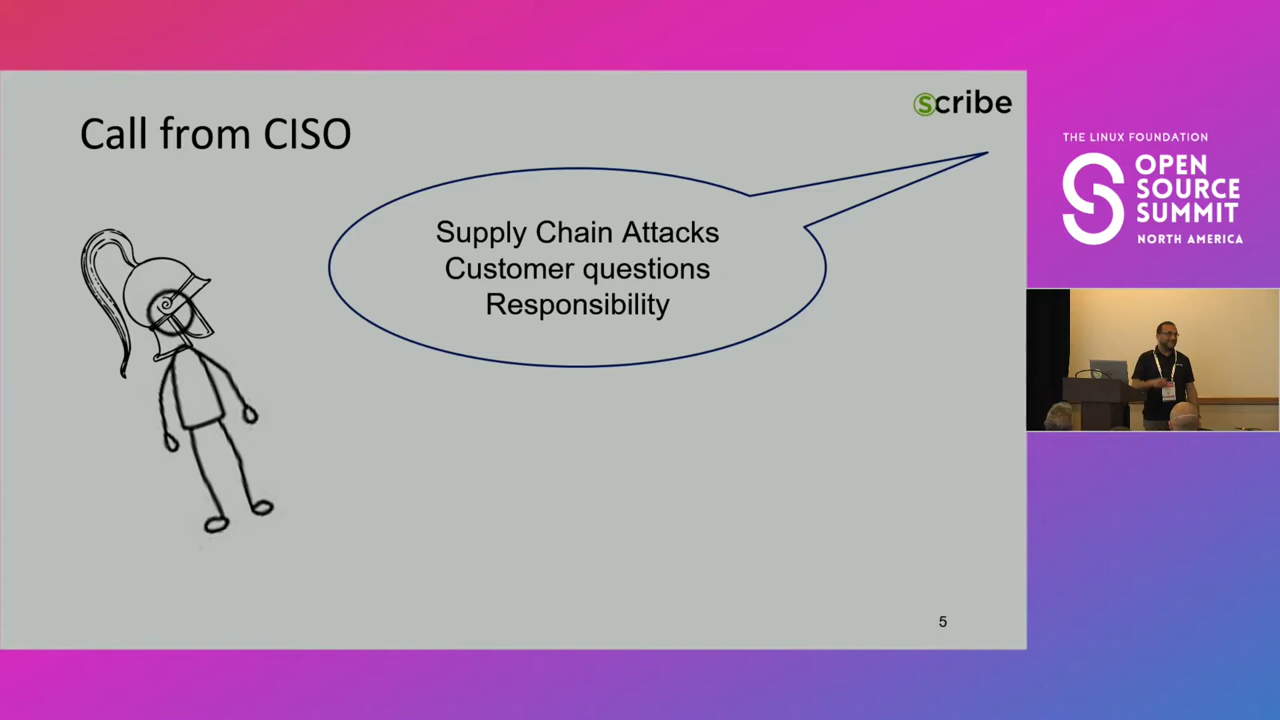 Call from CISO
scribe
Supply Chain Attacks
Customer questions
Responsibility
5
THE LINUX FOUNDATION
OPEN
SOURCE
SUMMIT
NORTH AMERICA